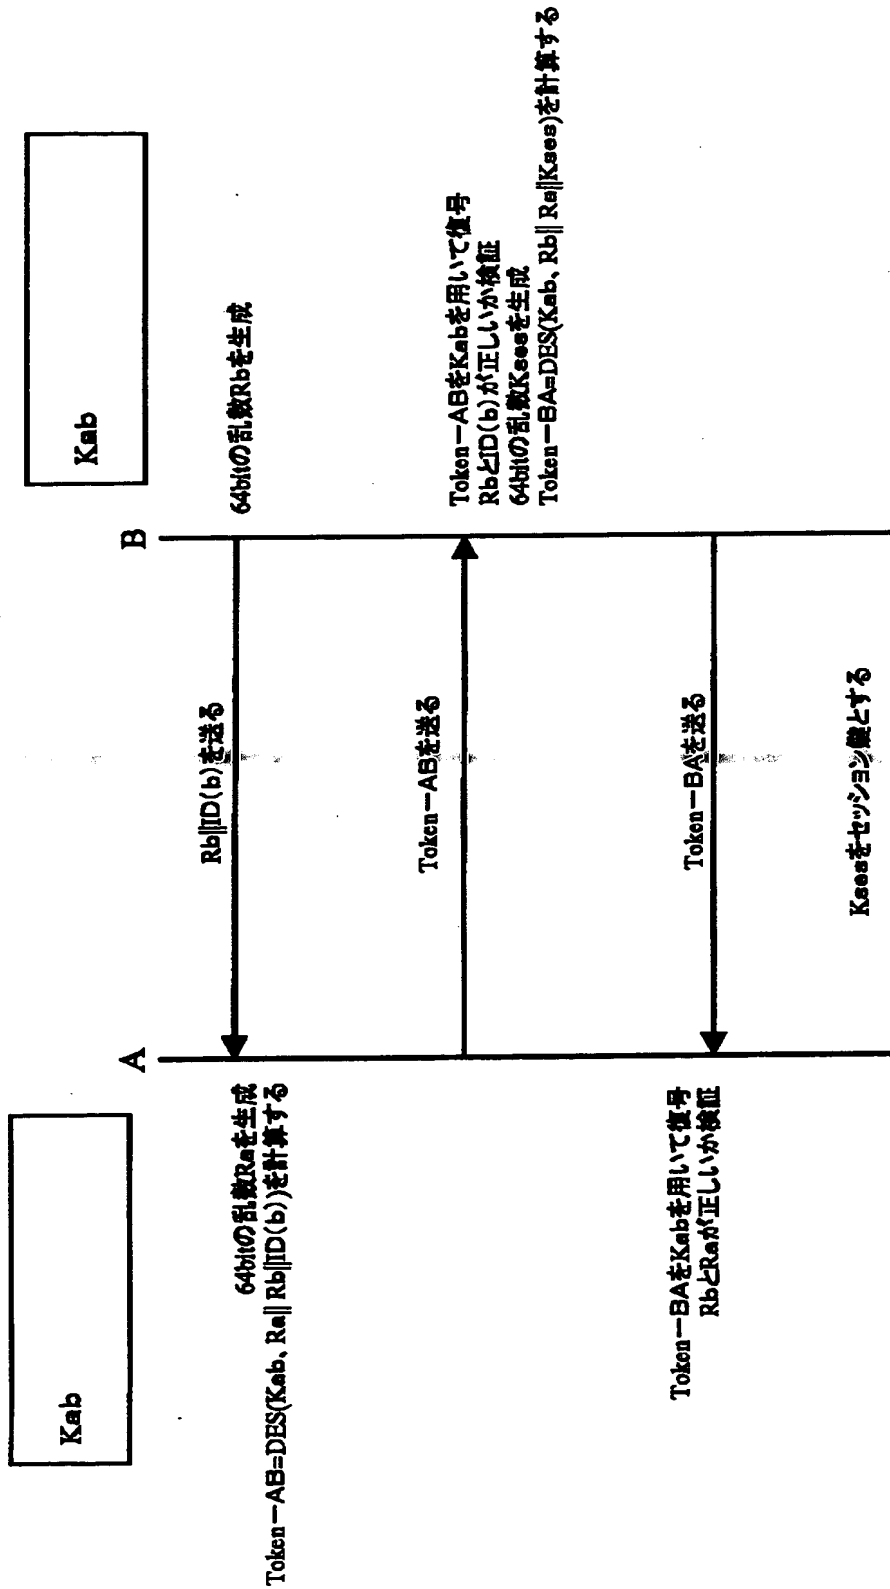 Kab
Kab
A
B
64bitの乱数Rbを生成
Rb||ID(b)を送る
64bitの乱数Raを生成
Token－AB=DES(Kab、Ra|| Rb||ID(b))を計算する
Token－ABを送る
Token－ABをKabを用いて復号
RbとID(b)が正しいか検証
64bitの乱数Ksesを生成
Token－BA=DES(Kab、Rb|| Ra||Kses)を計算する
Token－BAを送る
Token－BAをKabを用いて復号
RbとRaが正しいか検証
Ksesをセッション鍵とする